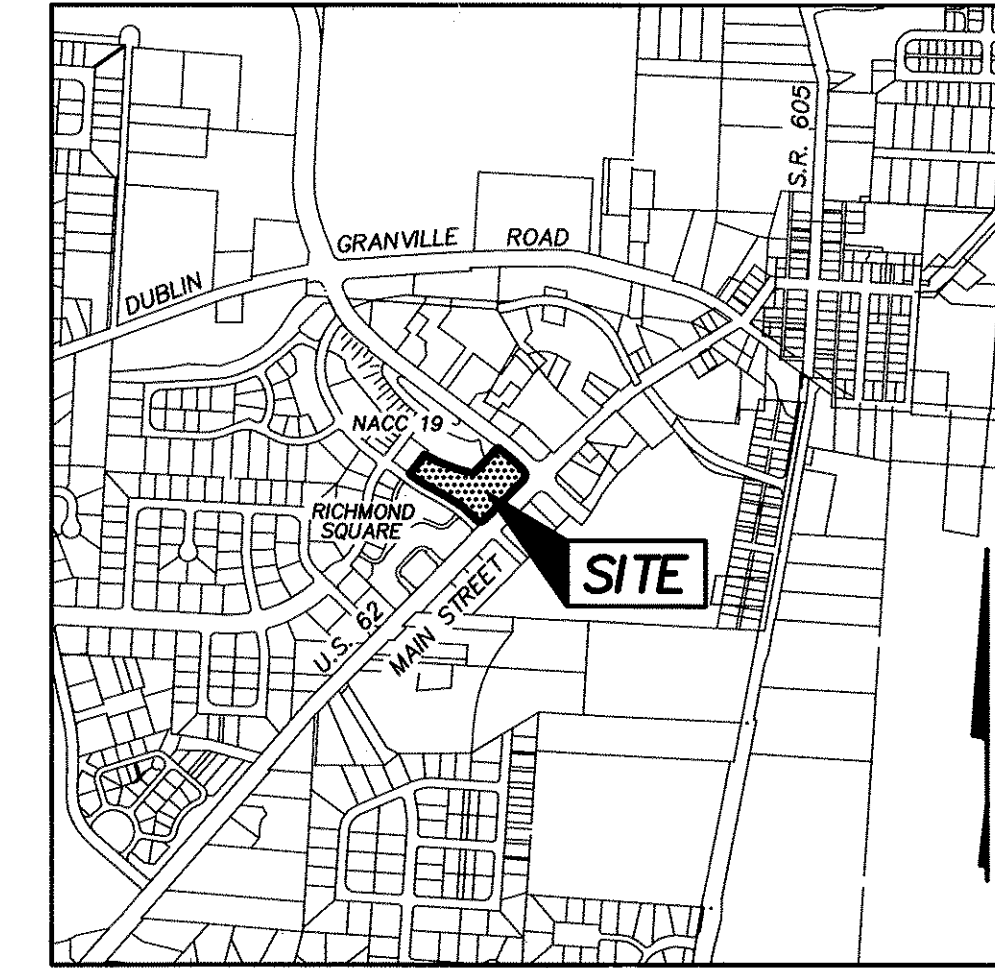 S.R. 605
GRANVILLE ROAD
DUBLIN
NACC 19
RICHMOND
SQUARE
SITE
U.S. 62
MAIN STREET